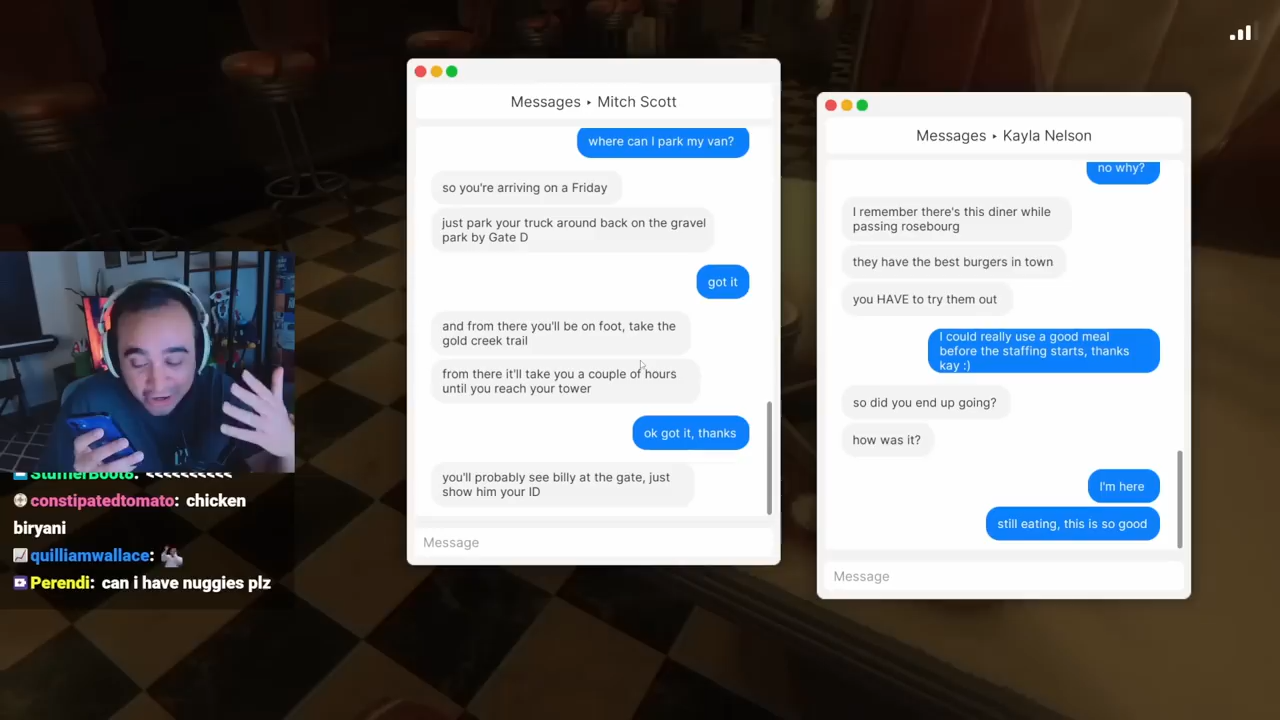 Messages ‣ Mitch Scott
where can I park my van?
so you're arriving on a Friday
just park your truck around back on the gravel
park by Gate D
got it
and from there you'll be on foot, take the
gold creek trail
from there it'll take you a couple of hours
until you reach your tower
ok got it, thanks
you'll probably see billy at the gate, just
show him your ID
Message
Messages ‣ Kayla Nelson
no why?
I remember there's this diner while
passing rosebourg
they have the best burgers in town
you HAVE to try them out
I could really use a good meal
before the staffing starts, thanks
kay :)
so did you end up going?
how was it?
I'm here
still eating, this is so good
Message
constipatedtomato: chicken
biryani
quilliamwallace:
Perendi: can i have nuggies plz